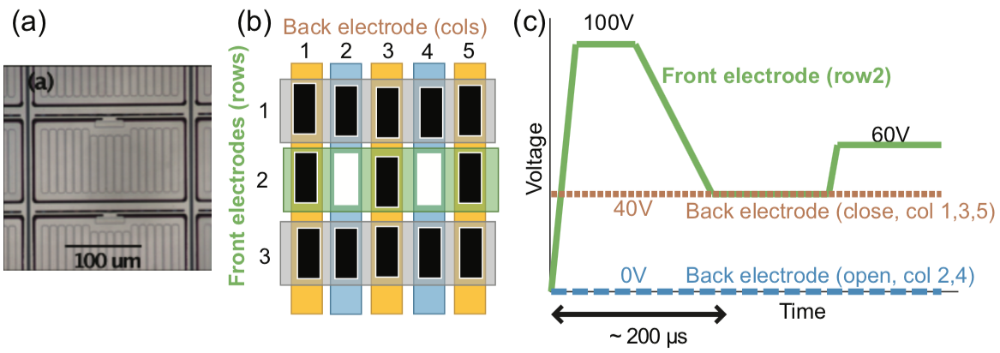 (a)
(a)
100 um
(b)
Back electrode (cols)
1 2 3 4 5
Front electrodes (rows)
1
2
3
(c)
100V
Front electrode (row2)
60V
Voltage
40V
Back electrode (close, col 1,3,5)
0V
Back electrode (open, col 2,4)
Time
~ 200 µs